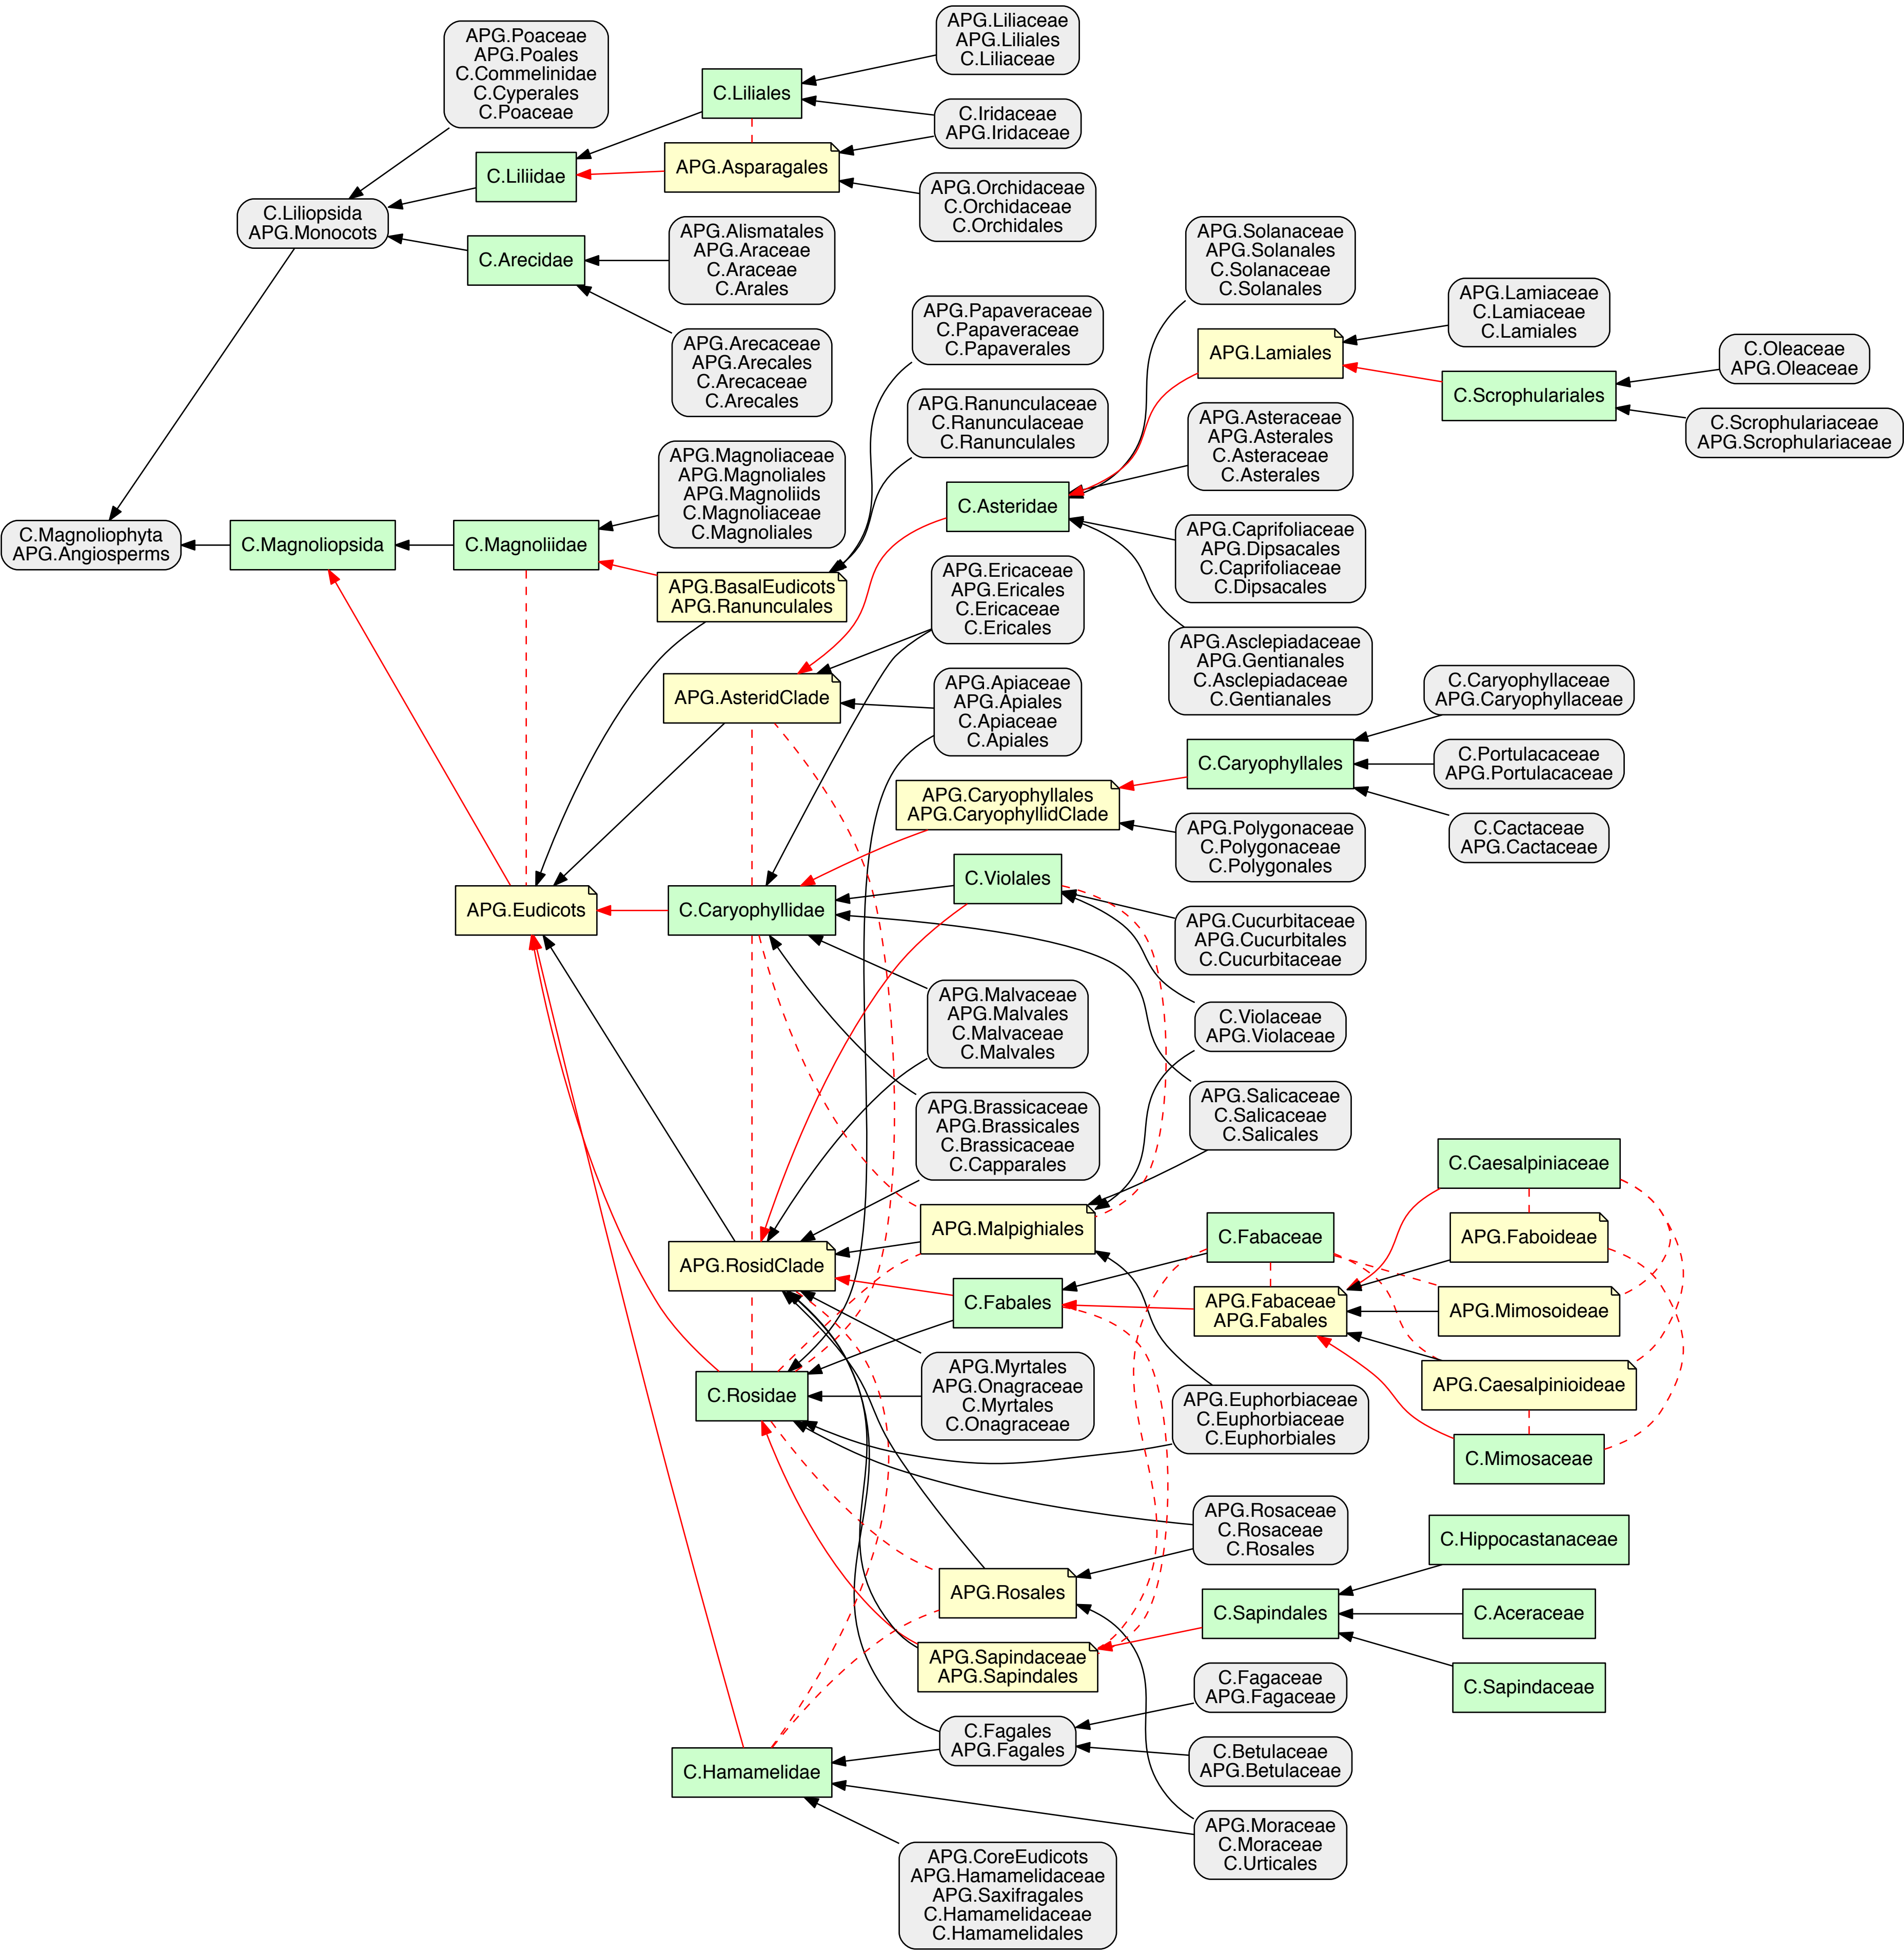 APG.Poaceae
APG.Poales
C.Commelinidae
C.Cyperales
C.Poaceae
C.Liliales
APG.Liliaceae
APG.Liliales
C.Liliaceae
C.Iridaceae
APG.Iridaceae
C.Liliidae
APG.Asparagales
APG.Orchidaceae
C.Orchidaceae
C.Orchidales
C.Liliopsida
APG.Monocots
C.Arecidae
APG.Alismatales
APG.Araceae
C.Araceae
C.Arales
APG.Arecaceae
APG.Arecales
C.Arecaceae
C.Arecales
APG.Solanaceae
APG.Solanales
C.Solanaceae
C.Solanales
APG.Papaveraceae
C.Papaveraceae
C.Papaverales
APG.Lamiales
APG.Lamiaceae
C.Lamiaceae
C.Lamiales
C.Scrophulariales
C.Oleaceae
APG.Oleaceae
C.Scrophulariaceae
APG.Scrophulariaceae
APG.Ranunculaceae
C.Ranunculaceae
C.Ranunculales
APG.Asteraceae
APG.Asterales
C.Asteraceae
C.Asterales
APG.Magnoliaceae
APG.Magnoliales
APG.Magnoliids
C.Magnoliaceae
C.Magnoliales
C.Asteridae
C.Magnoliophyta
APG.Angiosperms
C.Magnoliopsida
C.Magnoliidae
APG.BasalEudicots
APG.Ranunculales
APG.Caprifoliaceae
APG.Dipsacales
C.Caprifoliaceae
C.Dipsacales
APG.Ericaceae
APG.Ericales
C.Ericaceae
C.Ericales
APG.Asclepiadaceae
APG.Gentianales
C.Asclepiadaceae
C.Gentianales
APG.AsteridClade
APG.Apiaceae
APG.Apiales
C.Apiaceae
C.Apiales
C.Caryophyllaceae
APG.Caryophyllaceae
C.Caryophyllales
C.Portulacaceae
APG.Portulacaceae
APG.Caryophyllales
APG.CaryophyllidClade
C.Cactaceae
APG.Cactaceae
APG.Polygonaceae
C.Polygonaceae
C.Polygonales
APG.Eudicots
C.Caryophyllidae
C.Violales
APG.Cucurbitaceae
APG.Cucurbitales
C.Cucurbitaceae
APG.Malvaceae
APG.Malvales
C.Malvaceae
C.Malvales
C.Violaceae
APG.Violaceae
APG.Brassicaceae
APG.Brassicales
C.Brassicaceae
C.Capparales
APG.Salicaceae
C.Salicaceae
C.Salicales
C.Caesalpiniaceae
APG.RosidClade
APG.Malpighiales
C.Fabaceae
APG.Faboideae
C.Fabales
APG.Fabaceae
APG.Fabales
APG.Mimosoideae
C.Rosidae
APG.Myrtales
APG.Onagraceae
C.Myrtales
C.Onagraceae
APG.Euphorbiaceae
C.Euphorbiaceae
C.Euphorbiales
APG.Caesalpinioideae
C.Mimosaceae
APG.Rosaceae
C.Rosaceae
C.Rosales
C.Hippocastanaceae
APG.Rosales
C.Sapindales
C.Aceraceae
APG.Sapindaceae
APG.Sapindales
C.Sapindaceae
C.Fagaceae
APG.Fagaceae
C.Fagales
APG.Fagales
C.Betulaceae
APG.Betulaceae
C.Hamamelidae
APG.Moraceae
C.Moraceae
C.Urticales
APG.CoreEudicots
APG.Hamamelidaceae
APG.Saxifragales
C.Hamamelidaceae
C.Hamamelidales